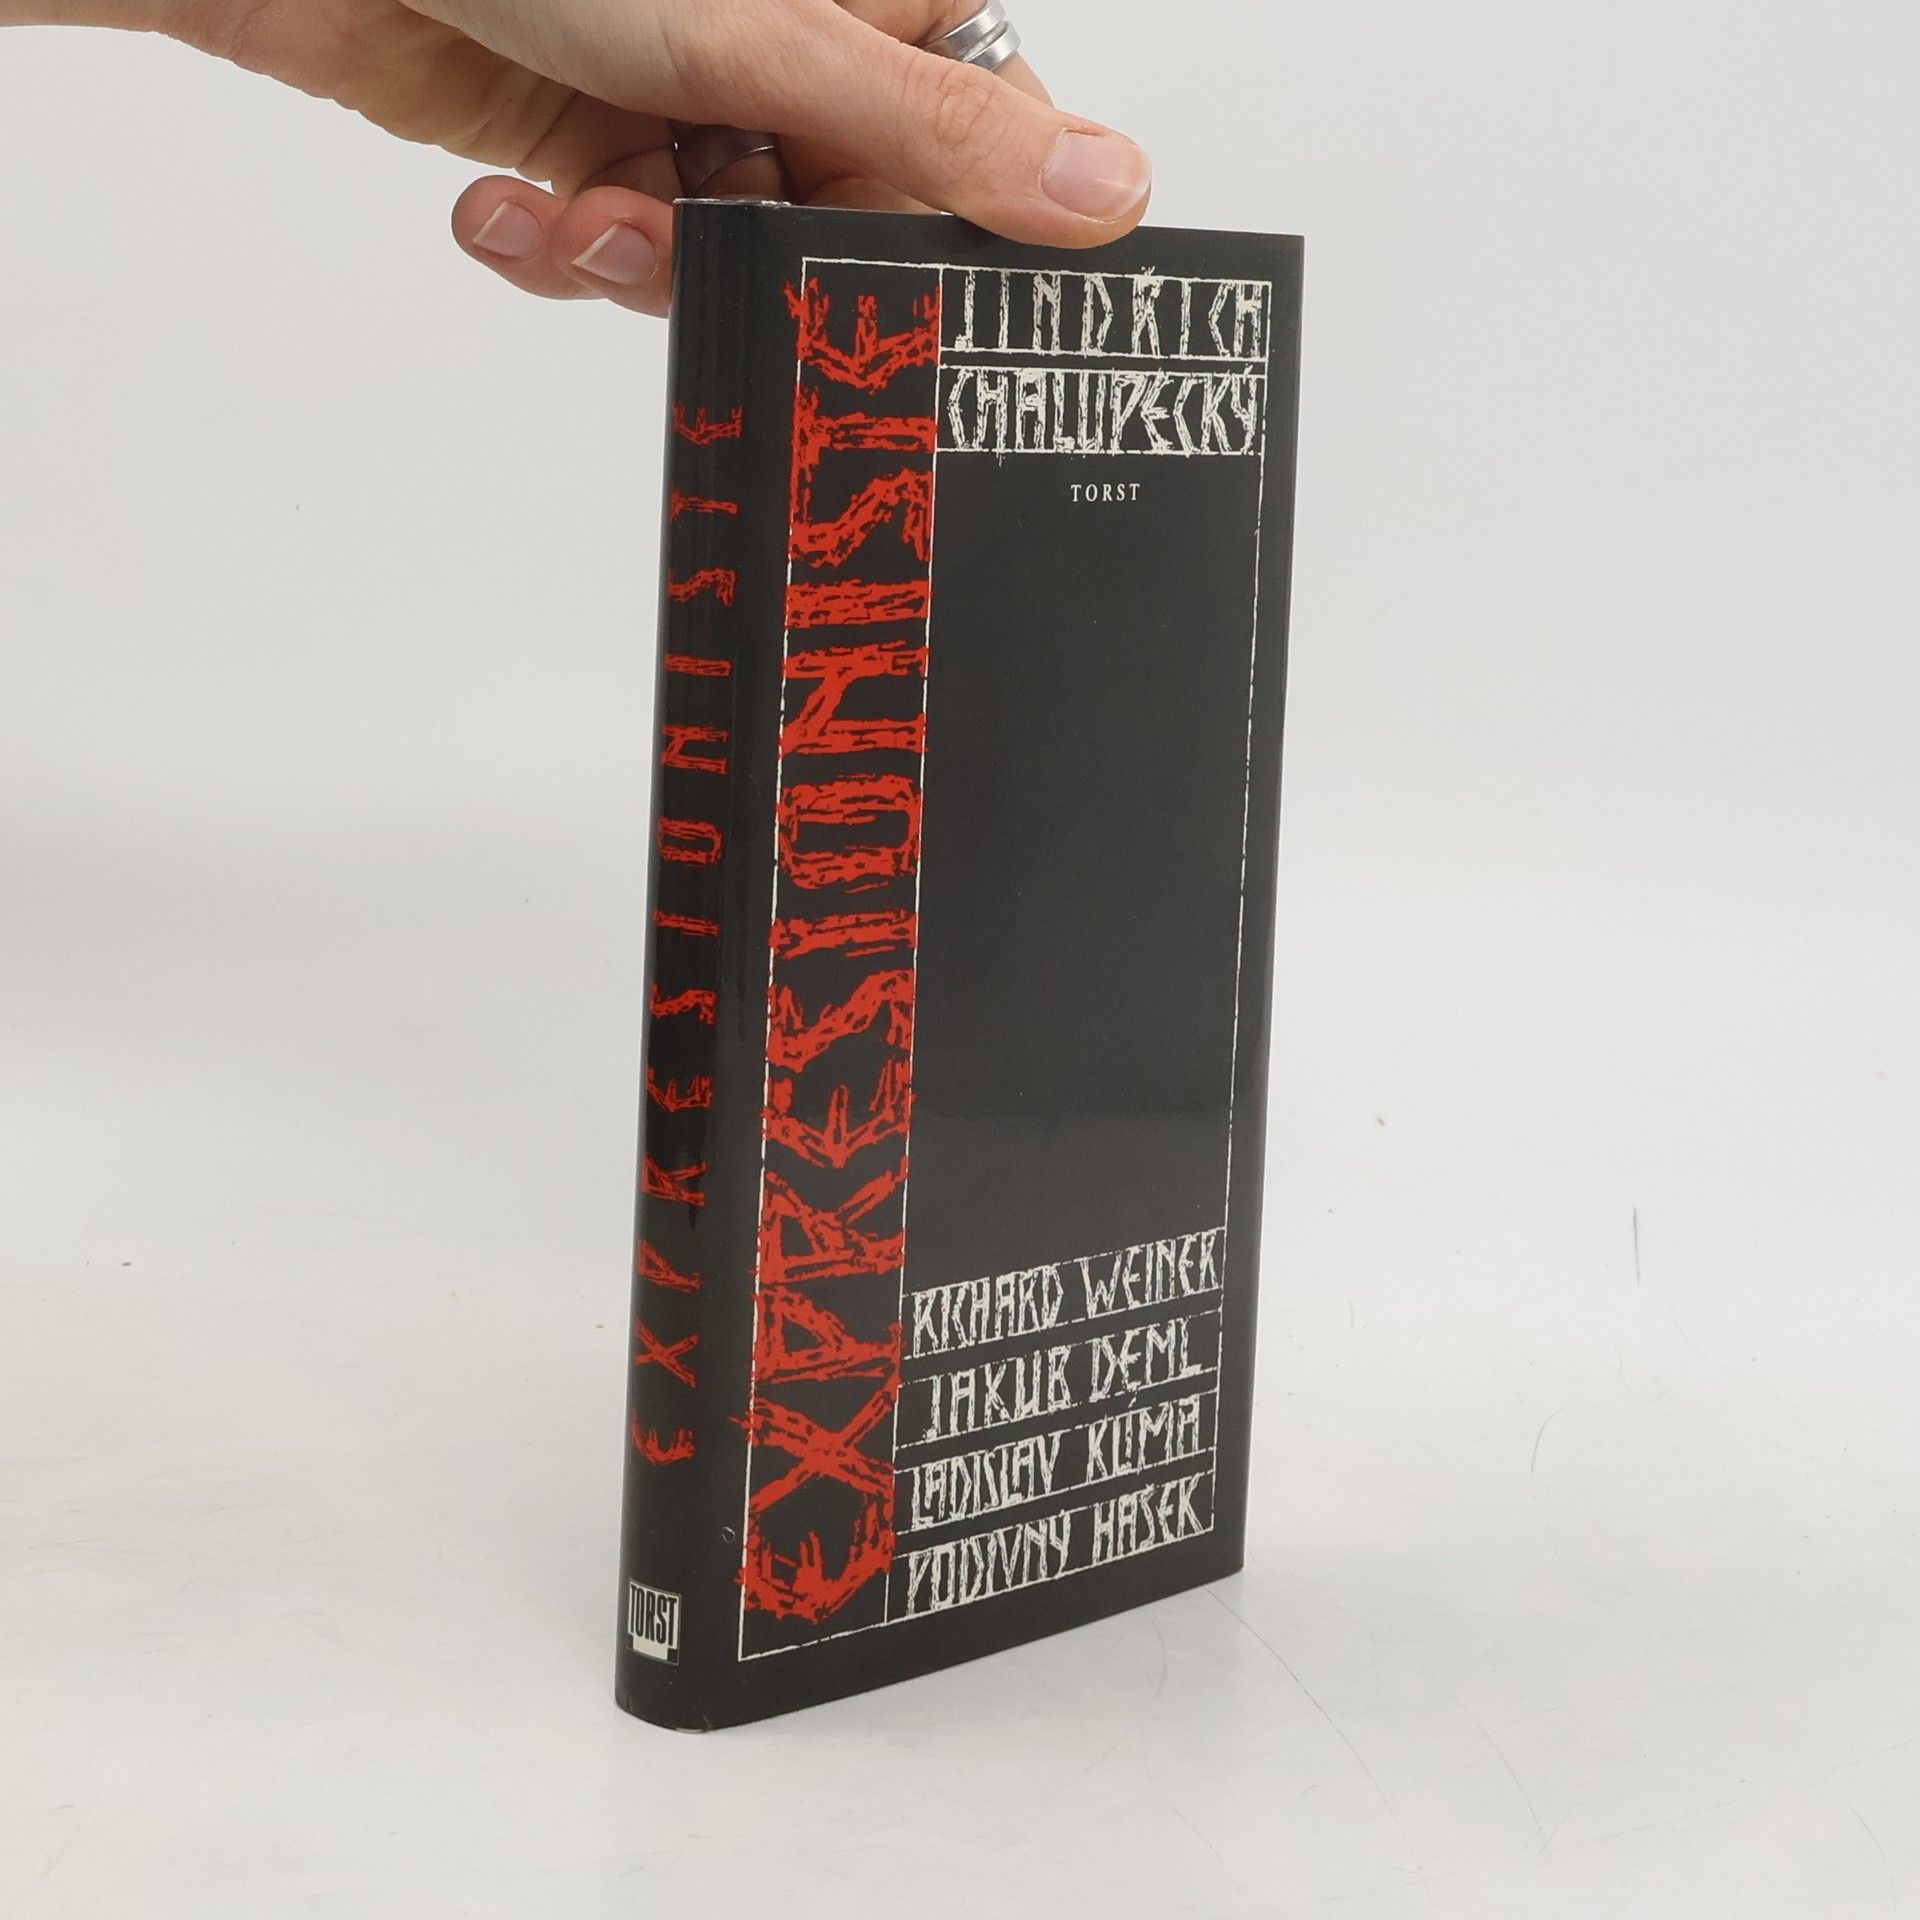 EXPRESIONISTÉ
TORST
EXPRESIONISTÉ
JINDŘICH
CHALUPECKÝ
TORST
RICHARD WEINER
JAKUB DEML
LADISLAV KLÍMA
PODIVNÝ HAŠEK